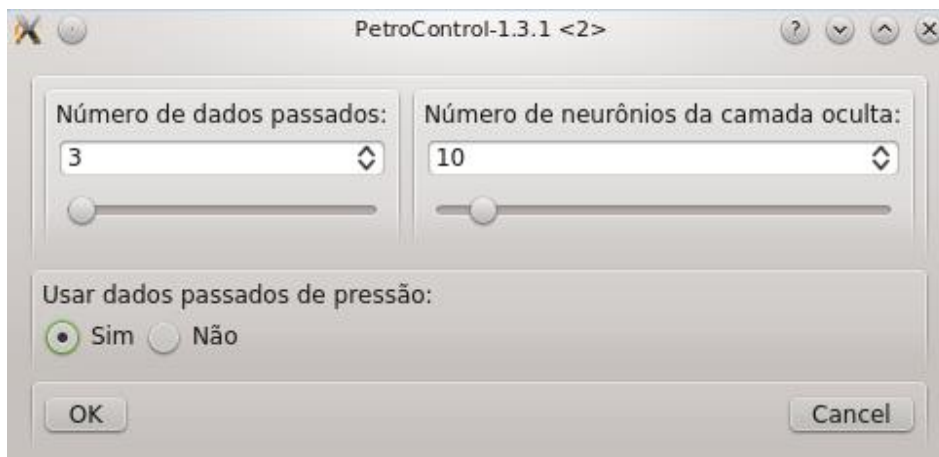 PetroControl-1.3.1 <2>
Número de dados passados:
Número de neurônios da camada oculta:
3
10
Usar dados passados de pressão:
Sim
Não
OK
Cancel